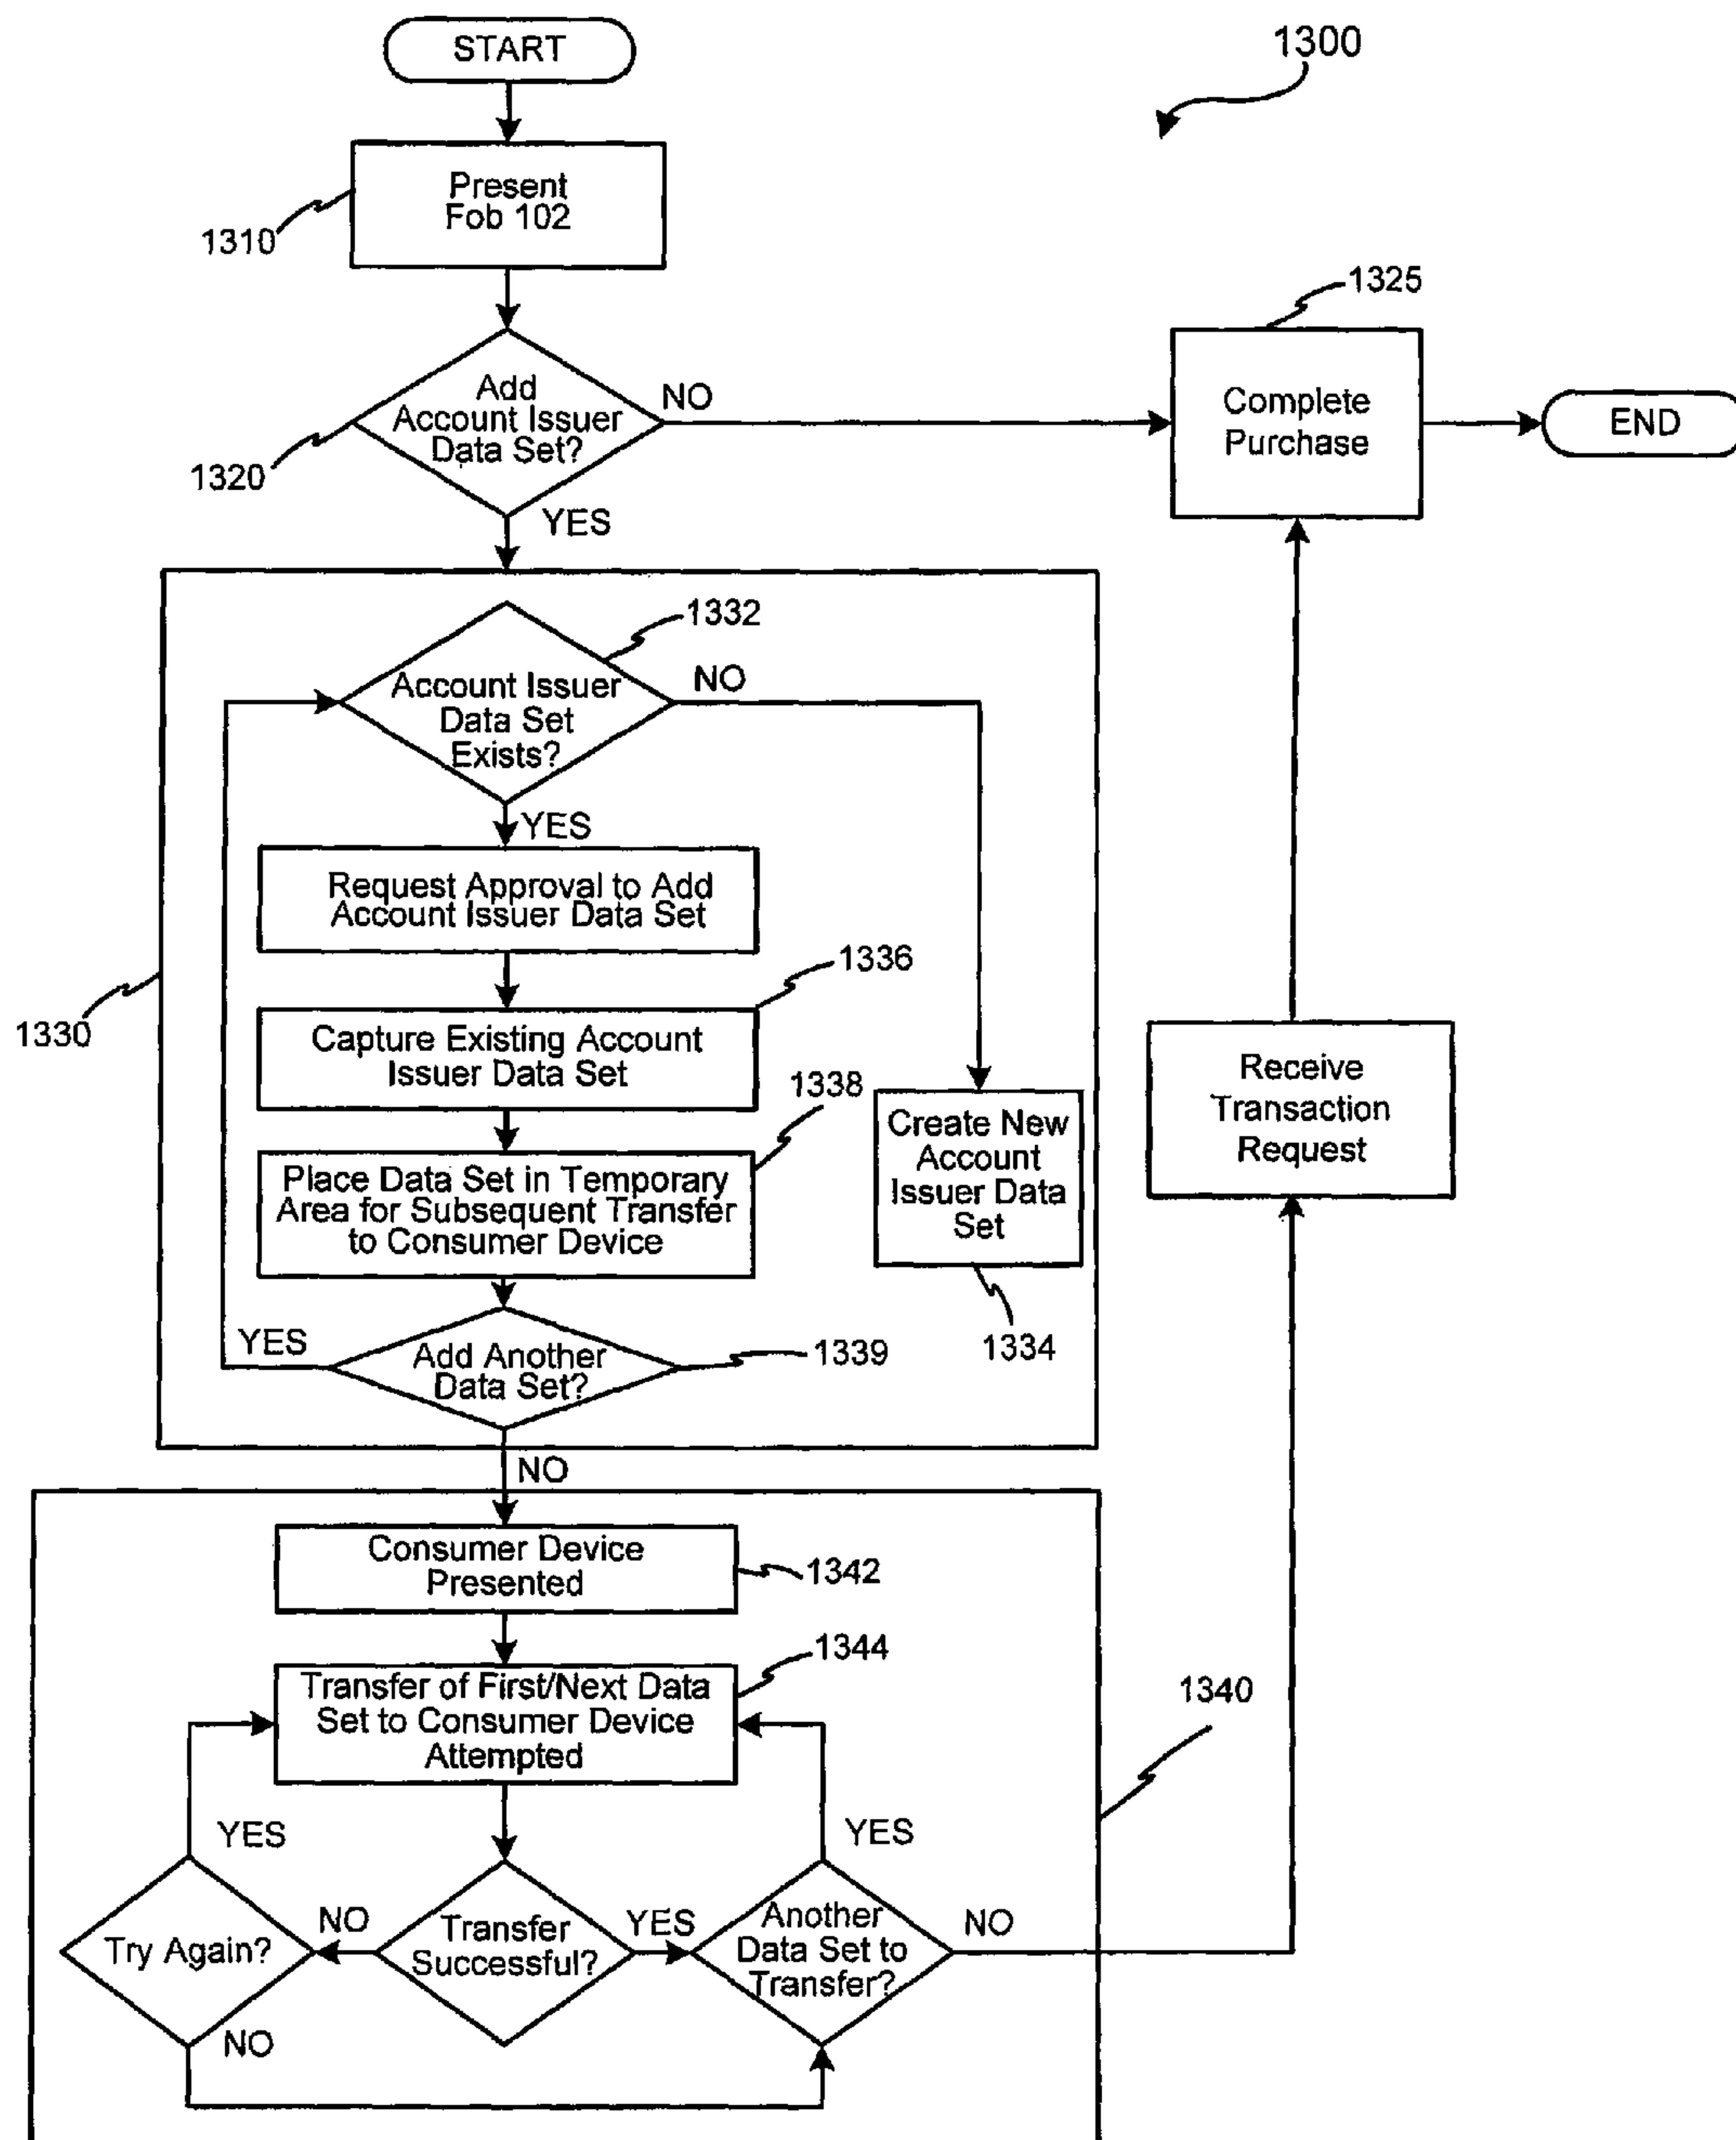 START
1300
Present
Fob 102
1310
1325
Add
Account Issuer
Data Set?
NO
1320
Complete
Purchase
END
YES
1332
Account Issuer
Data Set
Exists?
NO
YES
Request Approval to Add
Account Issuer Data Set
1336
1330
Capture Existing Account
Issuer Data Set
1338
Place Data Set in Temporary
Area for Subsequent Transfer
to Consumer Device
Create New
Account
Issuer Data
Set
1334
Receive
Transaction
Request
YES
Add Another
Data Set?
1339
NO
Consumer Device
Presented
1342
1344
Transfer of First/Next Data
Set to Consumer Device
Attempted
1340
YES
YES
Try Again?
NO
Transfer
Successful?
YES
Another
Data Set to
Transfer?
NO
NO